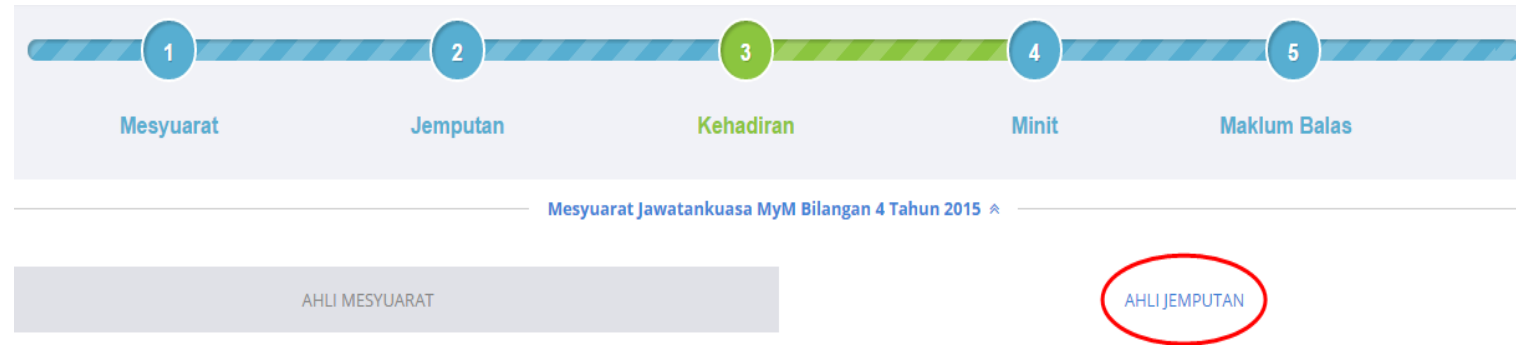 1 2 3 4 5
Mesyuarat Jemputan Kehadiran Minit Maklum Balas
Mesyuarat Jawatankuasa MyM Bilangan 4 Tahun 2015
AHLI MESYUARAT AHLI JEMPUTAN